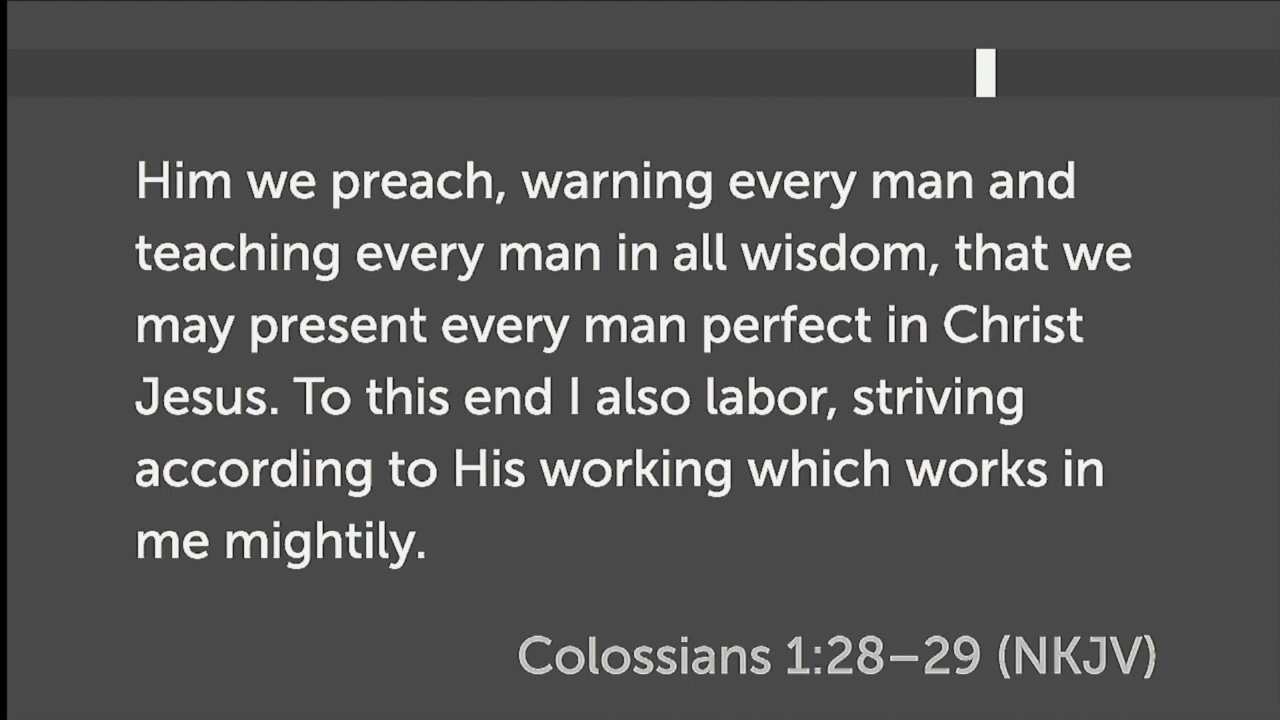 Him we preach, warning every man and
teaching every man in all wisdom, that we
may present every man perfect in Christ
Jesus. To this end I also labor, striving
according to His working which works in
me mightily.
Colossians 1:28–29 (NKJV)